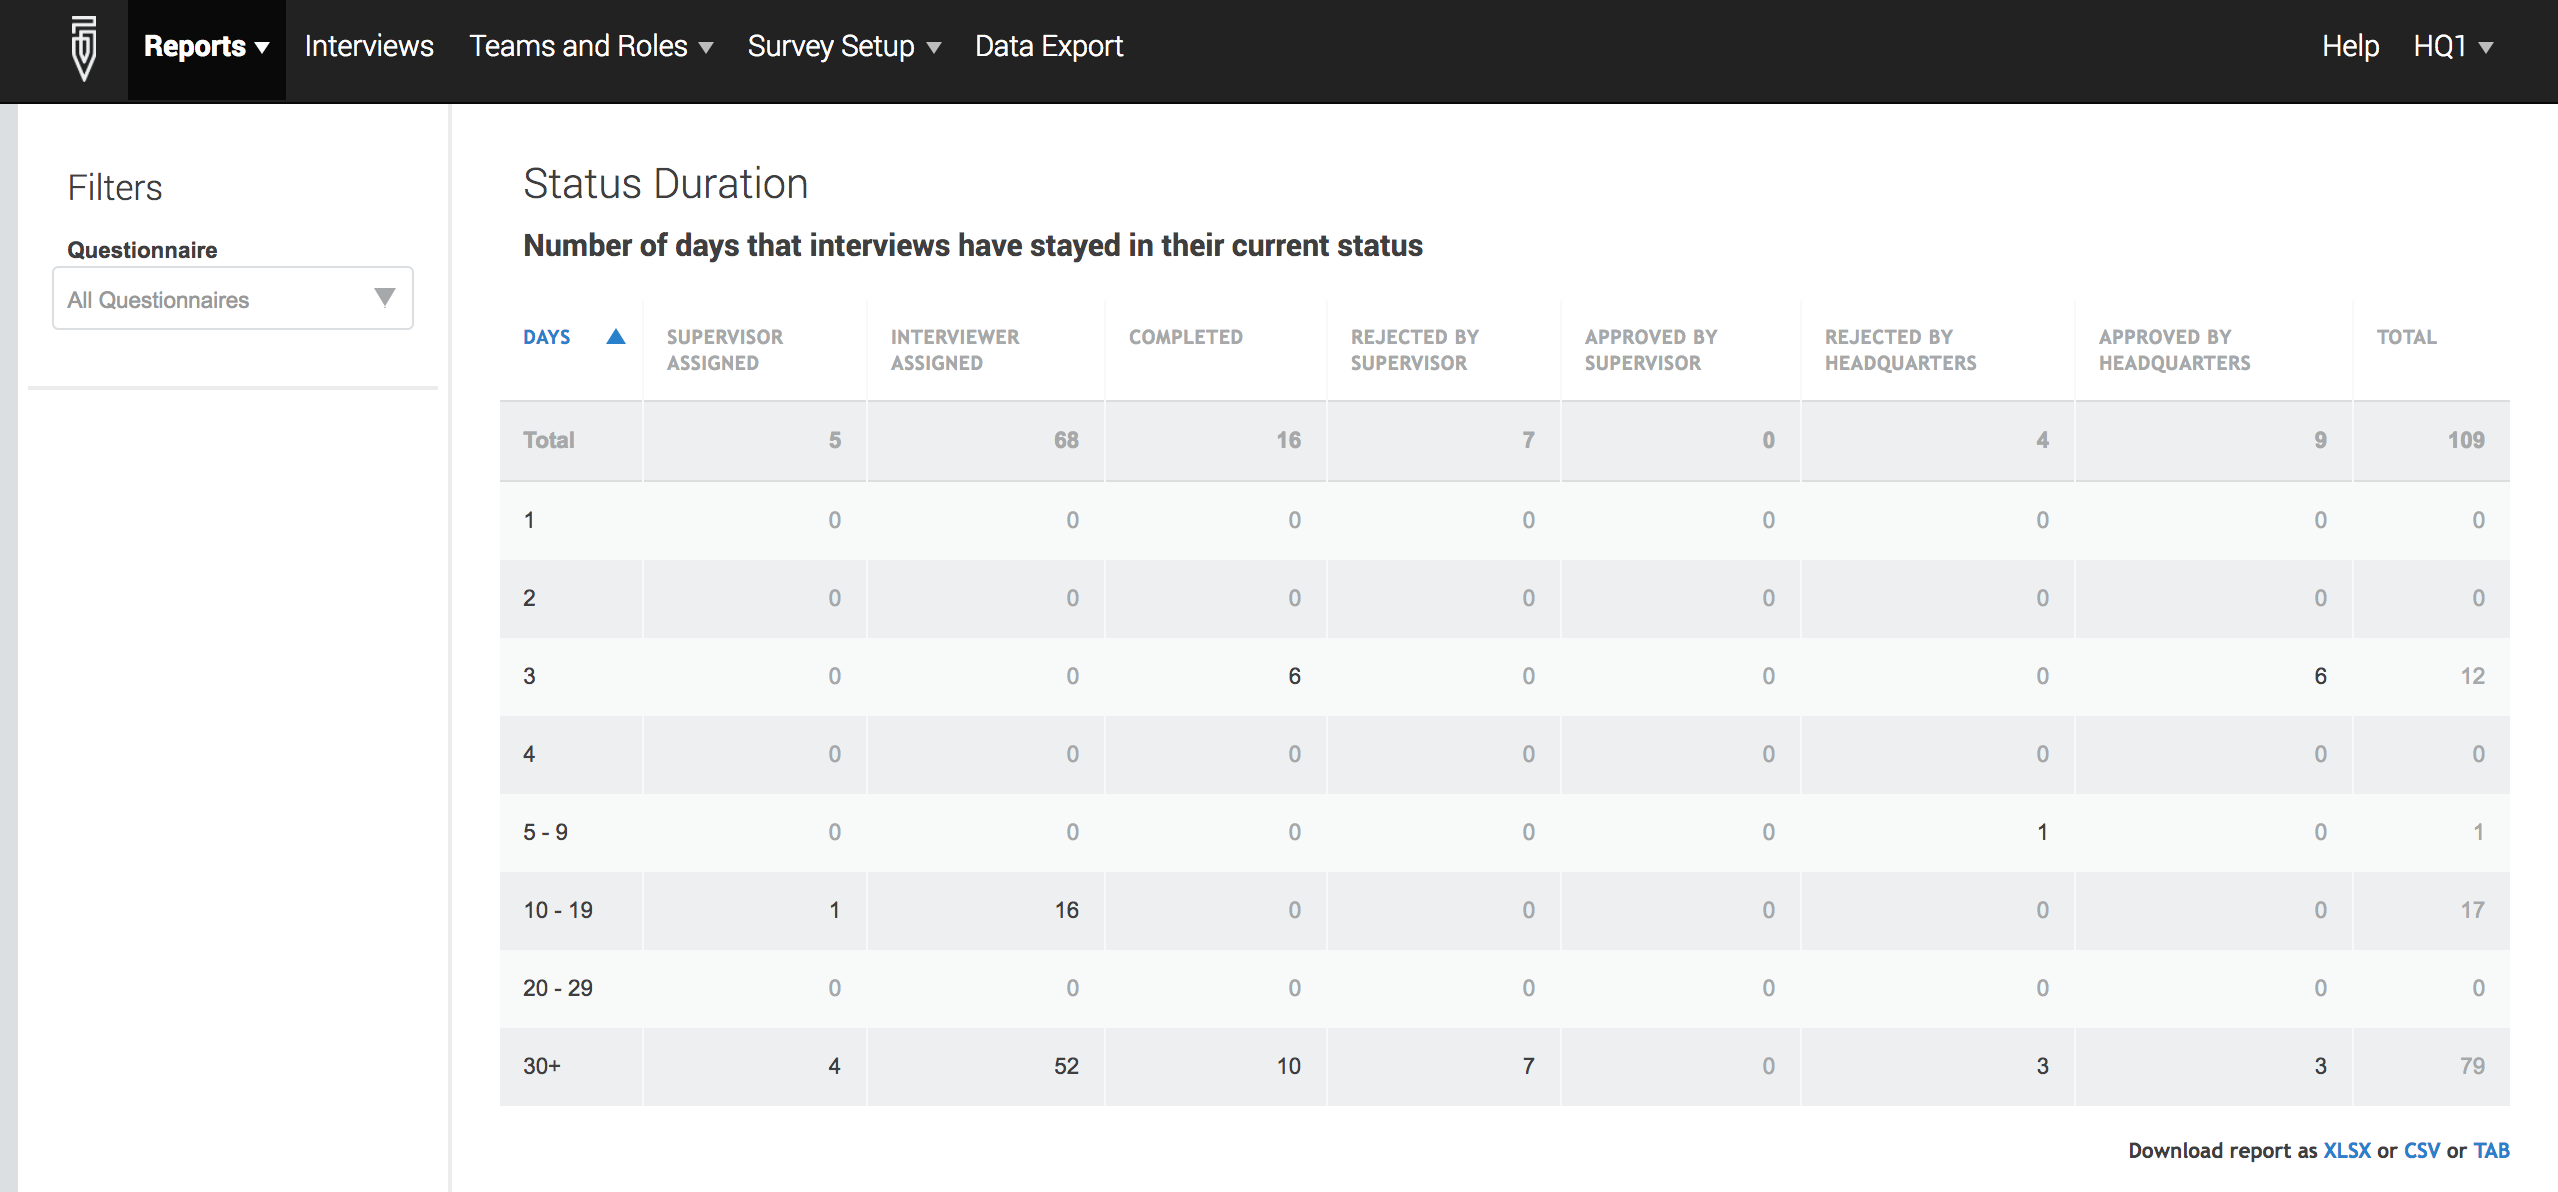 Reports Interviews Teams and Roles Survey Setup Data Export Help HQ1
Filters
Questionnaire
All Questionnaires
Status Duration
Number of days that interviews have stayed in their current status
DAYS SUPERVISOR ASSIGNED INTERVIEWER ASSIGNED COMPLETED REJECTED BY SUPERVISOR APPROVED BY SUPERVISOR REJECTED BY HEADQUARTERS APPROVED BY HEADQUARTERS TOTAL
Total 5 68 16 7 0 4 9 109
1 0 0 0 0 0 0 0 0
2 0 0 0 0 0 0 0 0
3 0 0 6 0 0 0 6 12
4 0 0 0 0 0 0 0 0
5 - 9 0 0 0 0 0 1 0 1
10 - 19 1 16 0 0 0 0 0 17
20 - 29 0 0 0 0 0 0 0 0
30+ 4 52 10 7 0 3 3 79
Download report as XLSX or CSV or TAB